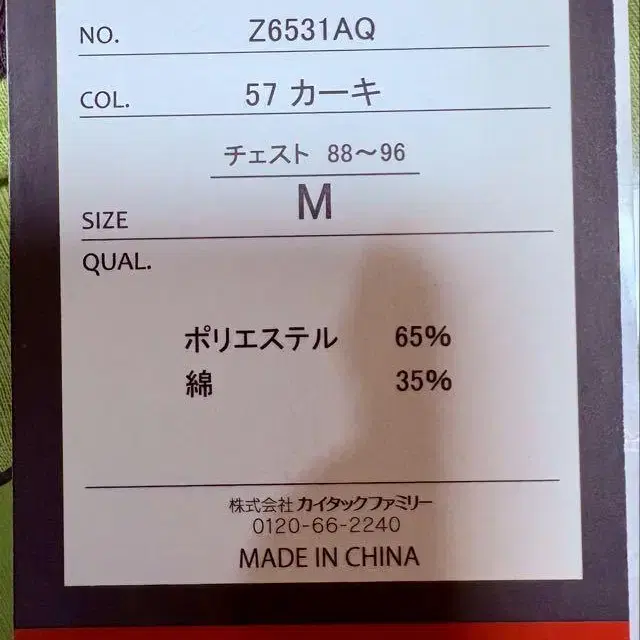 NO. Z6531AQ
COL. 57 カーキ
チェスト 88～96
SIZE M
QUAL.
ポリエステル 65%
綿 35%
株式会社 カイタックファミリー
0120-66-2240
MADE IN CHINA